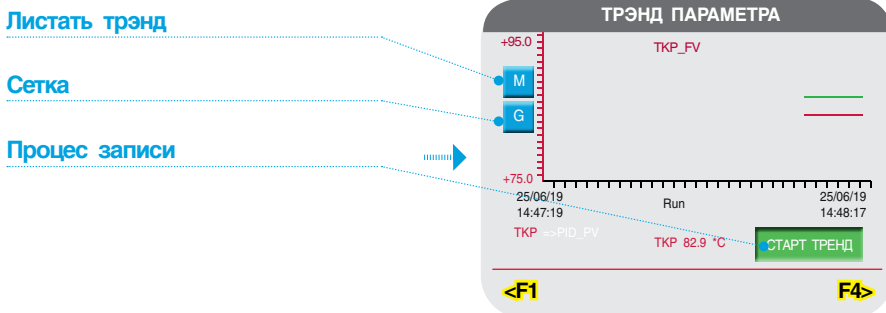 Листать трэнд
Сетка
Процес записи
ТРЭНД ПАРАМЕТРА
+95.0
TKP_FV
M
G
+75.0
25/06/19
14:47:19
Run
25/06/19
14:48:17
TKP =>PID_PV
TKP 82.9 *C
СТАРТ ТРЕНД
<F1
F4>